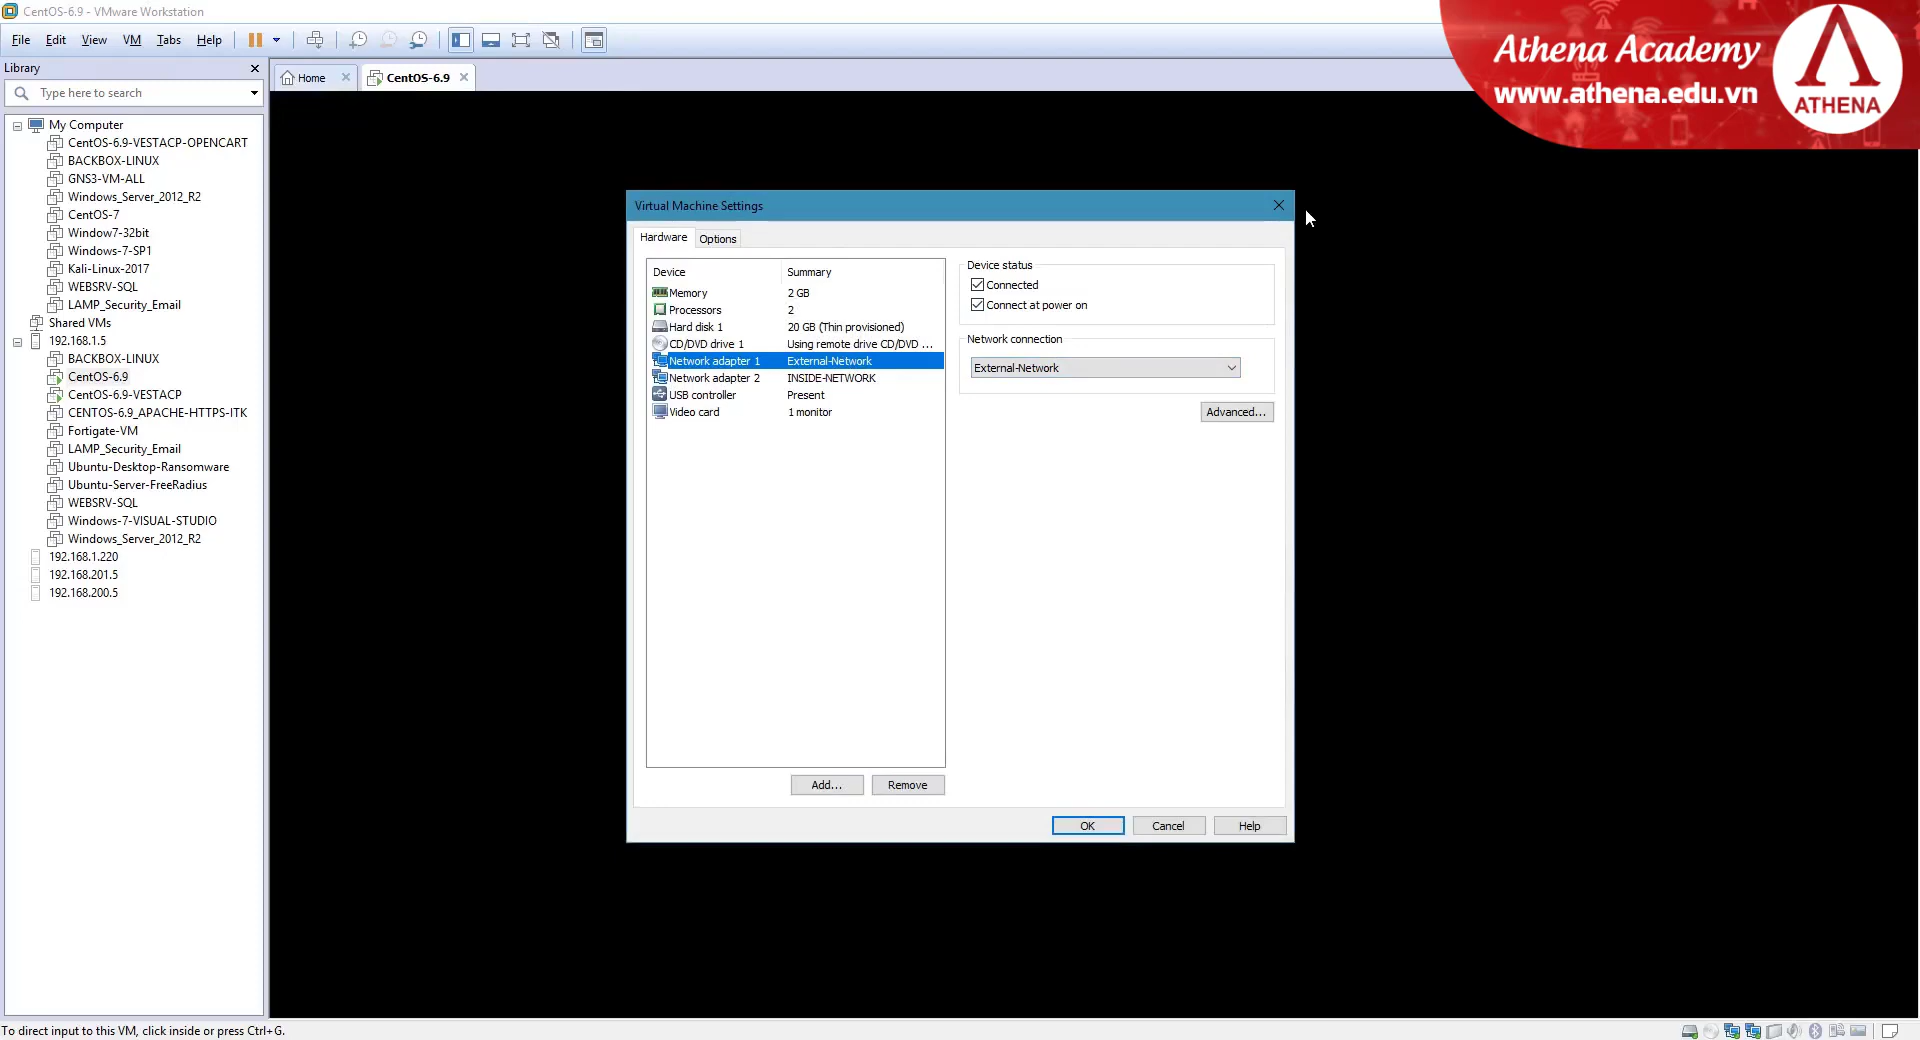 CentOS-6.9 - VMware Workstation
File Edit View VM Tabs Help
Athena Academy
www.athena.edu.vn
ATHENA
Library
Type here to search
Home
CentOS-6.9
My Computer
CentOS-6.9-VESTACP-OPENCART
BACKBOX-LINUX
GNS3-VM-ALL
Windows_Server_2012_R2
CentOS-7
Window7-32bit
Windows-7-SP1
Kali-Linux-2017
WEBSRV-SQL
LAMP_Security_Email
Shared VMs
192.168.1.5
BACKBOX-LINUX
CentOS-6.9
CentOS-6.9-VESTACP
CENTOS-6.9_APACHE-HTTPS-ITK
Fortigate-VM
LAMP_Security_Email
Ubuntu-Desktop-Ransomware
Ubuntu-Server-FreeRadius
WEBSRV-SQL
Windows-7-VISUAL-STUDIO
Windows_Server_2012_R2
192.168.1.220
192.168.201.5
192.168.200.5
Virtual Machine Settings
Hardware Options
Device Summary
Memory 2 GB
Processors 2
Hard disk 1 20 GB (Thin provisioned)
CD/DVD drive 1 Using remote drive CD/DVD ...
Network adapter 1 External-Network
Network adapter 2 INSIDE-NETWORK
USB controller Present
Video card 1 monitor
Device status
Connected
Connect at power on
Network connection
External-Network
Advanced...
Add... Remove
OK Cancel Help
To direct input to this VM, click inside or press Ctrl+G.